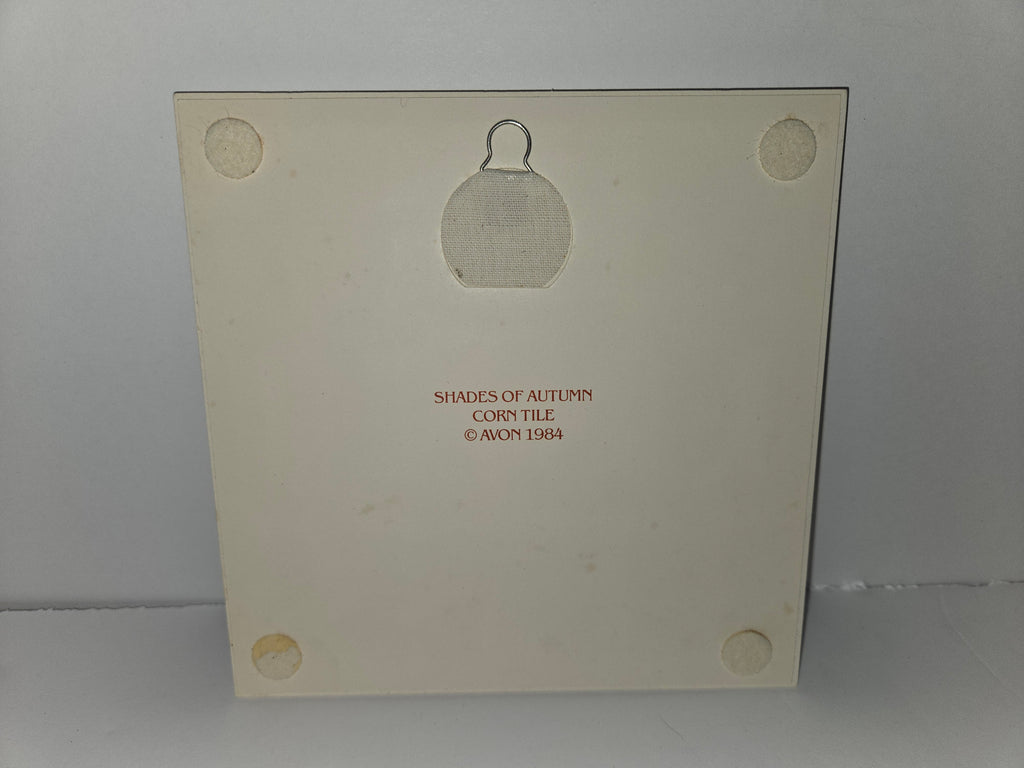 SHADES OF AUTUMN
CORN TILE
© AVON 1984